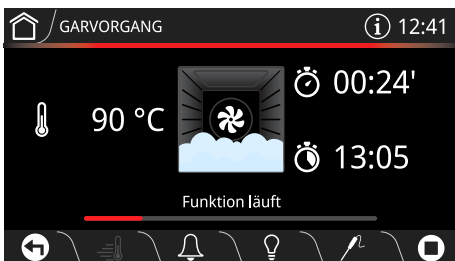 GARVORGANG
i 12:41
00:24'
90 °C
13:05
Funktion läuft